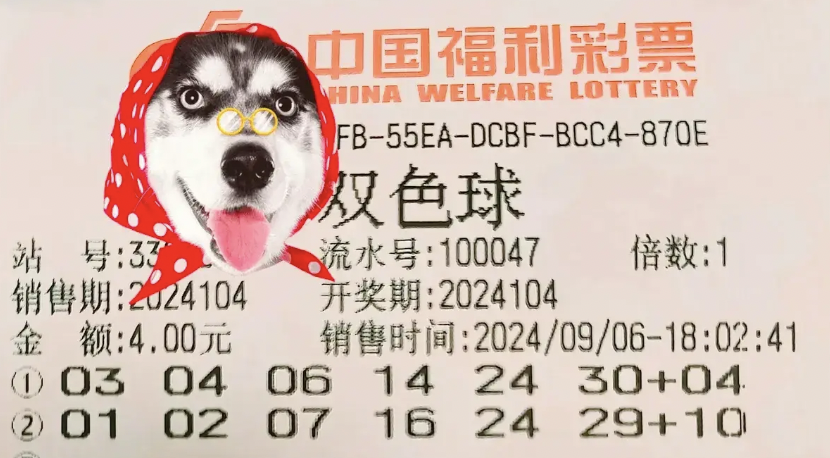 中国福利彩票
HINA WELFARE LOTTERY
FB-55EA-DCBF-BCC4-870E
双色球
站 号:33 流水号:100047 倍数:1
销售期:2024104 开奖期:2024104
金 额:4.00元 销售时间:2024/09/06-18:02:41
① 03 04 06 14 24 30+04
② 01 02 07 16 24 29+10